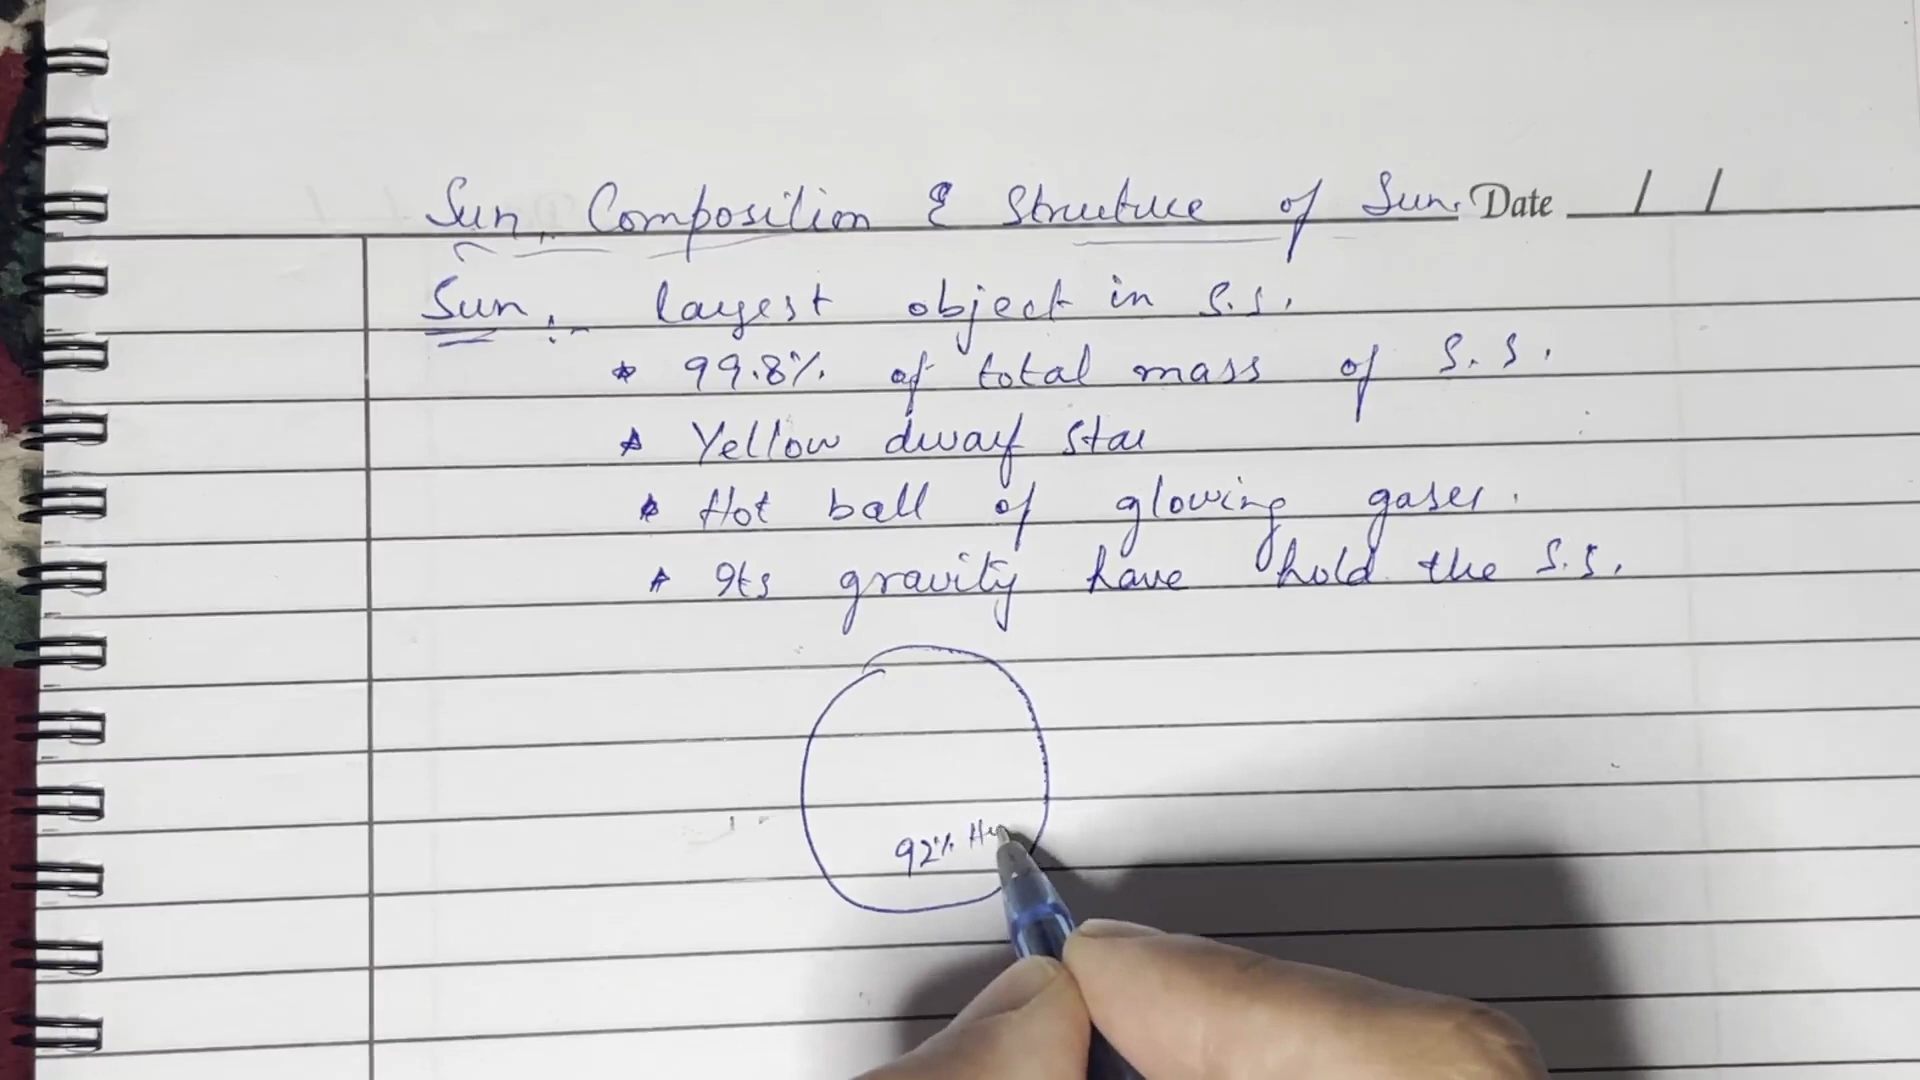 Sun, Composition & Structure of Sun. Date / /
Sun :- largest object in S.S.
* 99.8% of total mass of S.S.
* Yellow dwarf star
* Hot ball of glowing gases.
* Its gravity have hold the S.S.
92% Hy